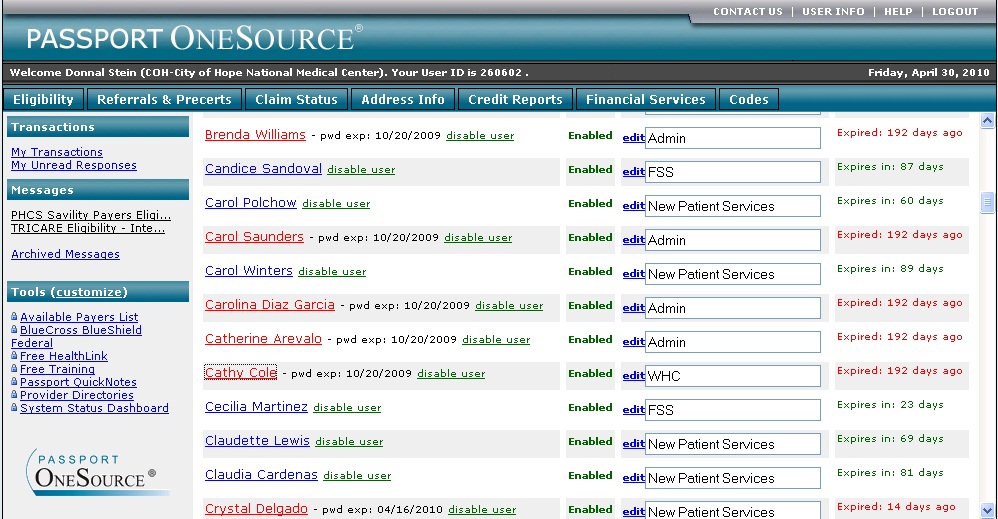 CONTACT US | USER INFO | HELP | LOGOUT
PASSPORT ONESOURCE®
Welcome Donnal Stein (COH-City of Hope National Medical Center). Your User ID is 260602 .
Friday, April 30, 2010
Eligibility
Referrals & Precerts
Claim Status
Address Info
Credit Reports
Financial Services
Codes
Transactions
My Transactions
My Unread Responses
Messages
PHCS Savility Payers Eligi...
TRICARE Eligibility - Inte...
Archived Messages
Tools (customize)
Available Payers List
BlueCross BlueShield
Federal
Free HealthLink
Free Training
Passport QuickNotes
Provider Directories
System Status Dashboard
PASSPORT
ONESOURCE®
Brenda Williams - pwd exp: 10/20/2009 disable user Enabled edit Admin Expired: 192 days ago
Candice Sandoval disable user Enabled edit FSS Expires in: 87 days
Carol Polchow disable user Enabled edit New Patient Services Expires in: 60 days
Carol Saunders - pwd exp: 10/20/2009 disable user Enabled edit Admin Expired: 192 days ago
Carol Winters disable user Enabled edit New Patient Services Expires in: 89 days
Carolina Diaz Garcia - pwd exp: 10/20/2009 disable user Enabled edit Admin Expired: 192 days ago
Catherine Arevalo - pwd exp: 10/20/2009 disable user Enabled edit Admin Expired: 192 days ago
Cathy Cole - pwd exp: 10/20/2009 disable user Enabled edit WHC Expired: 192 days ago
Cecilia Martinez disable user Enabled edit FSS Expires in: 23 days
Claudette Lewis disable user Enabled edit New Patient Services Expires in: 69 days
Claudia Cardenas disable user Enabled edit New Patient Services Expires in: 81 days
Crystal Delgado - pwd exp: 04/16/2010 disable user Enabled edit New Patient Services Expired: 14 days ago